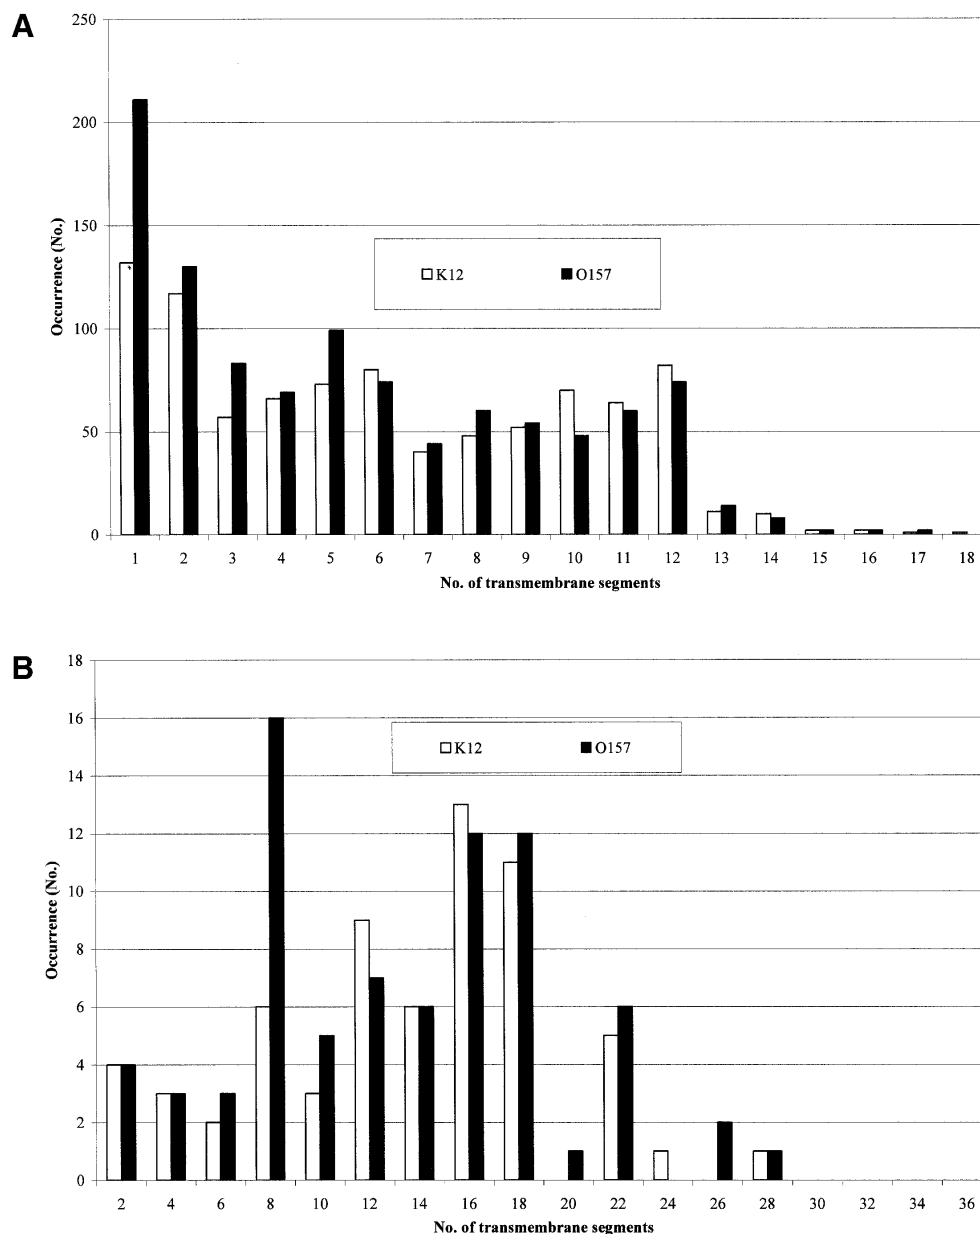 A
250
200
150
100
50
0
Occurrence (No.)
K12 O157
1 2 3 4 5 6 7 8 9 10 11 12 13 14 15 16 17 18
No. of transmembrane segments
B
18
16
14
12
10
8
6
4
2
0
Occurrence (No.)
K12 O157
2 4 6 8 10 12 14 16 18 20 22 24 26 28 30 32 34 36
No. of transmembrane segments